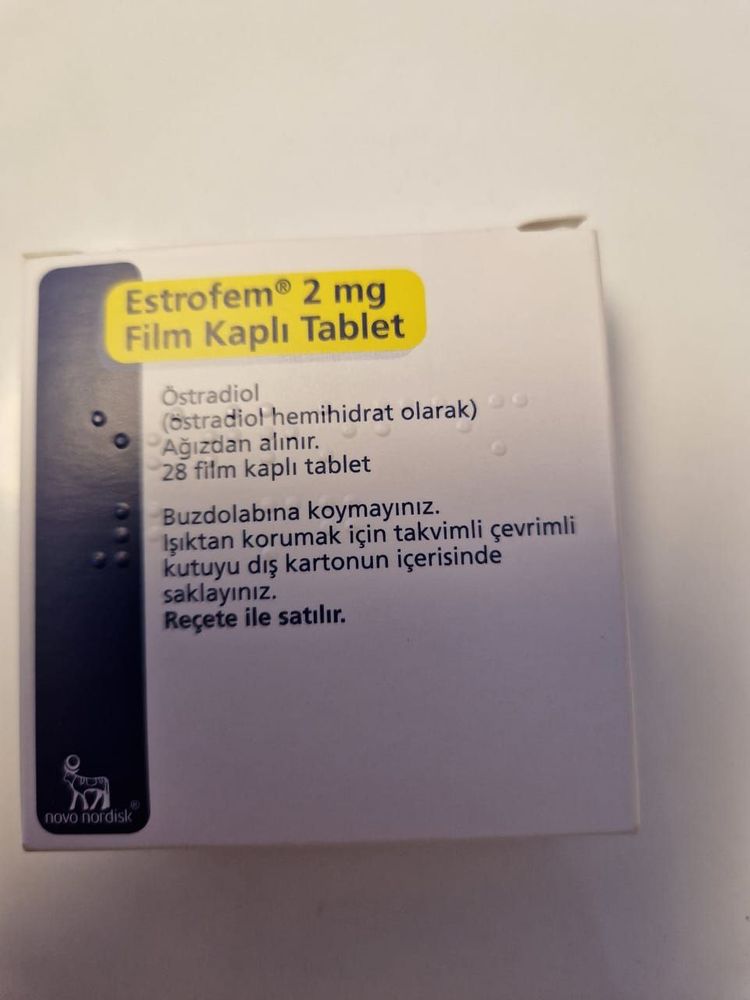 Estrofem® 2 mg
Film Kaplı Tablet
Östradiol
(östradiol hemihidrat olarak)
Ağızdan alınır.
28 film kaplı tablet
Buzdolabına koymayınız.
Işıktan korumak için takvimli çevrimli
kutuyu dış kartonun içerisinde
saklayınız.
Reçete ile satılır.
novo nordisk®